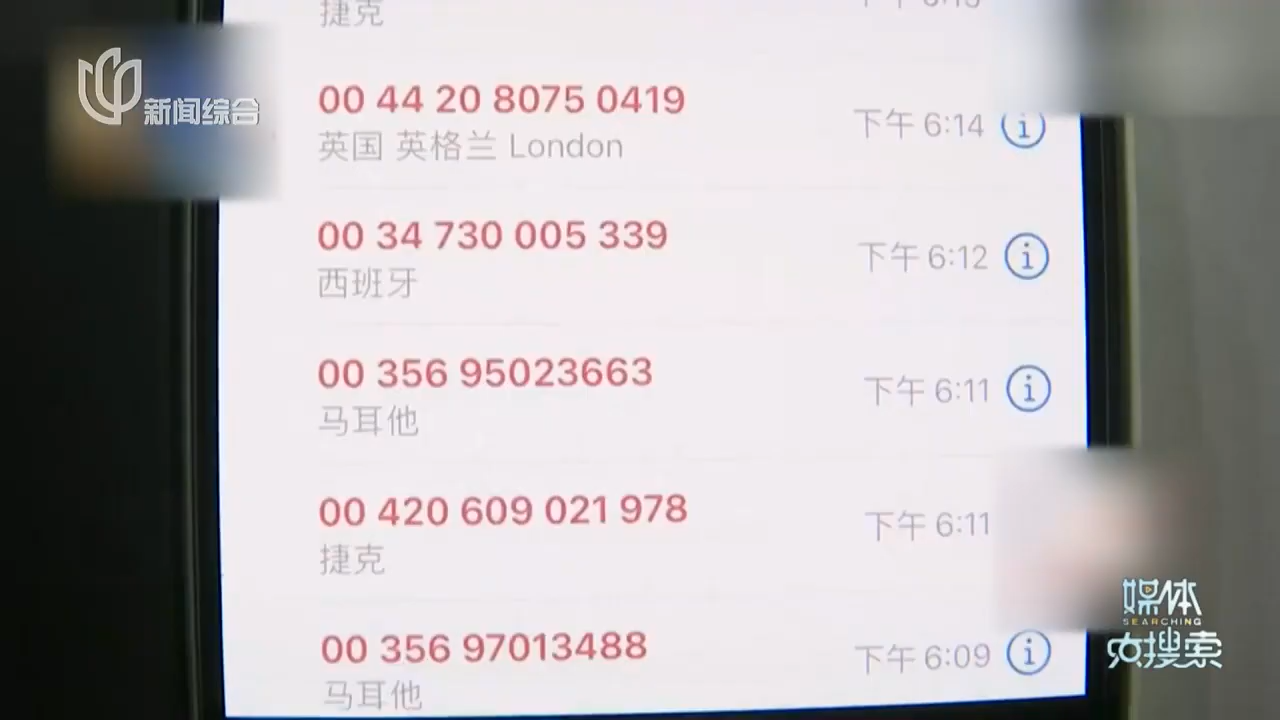 捷克
新闻综合
00 44 20 8075 0419
英国 英格兰 London
下午 6:14
00 34 730 005 339
西班牙
下午 6:12
00 356 95023663
马耳他
下午 6:11
00 420 609 021 978
捷克
下午 6:11
00 356 97013488
马耳他
下午 6:09
媒体
SEARCHING
大搜索